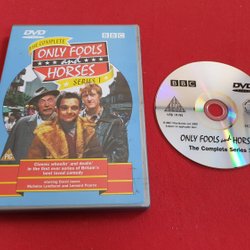 DVD
BBC
THE COMPLETE
ONLY FOOLS
and
HORSES
SERIES 1
Classic wheelin' and dealin'
in the first ever series of Britain's
best loved comedy
starring David Jason,
Nicholas Lyndhurst and Lennard Pearce
BBC
DVD
ONLY FOOLS and HORSES
The Complete Series